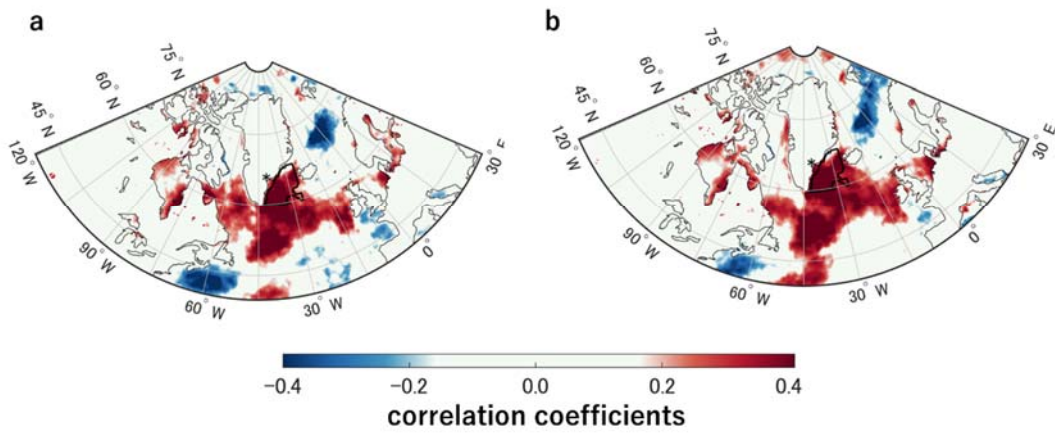 a
b
75° N
60° N
45° N
120° W
90° W
60° W
30° W
0°
30° E
75° N
60° N
45° N
120° W
90° W
60° W
30° W
0°
30° E
*
*
−0.4 −0.2 0.0 0.2 0.4
correlation coefficients